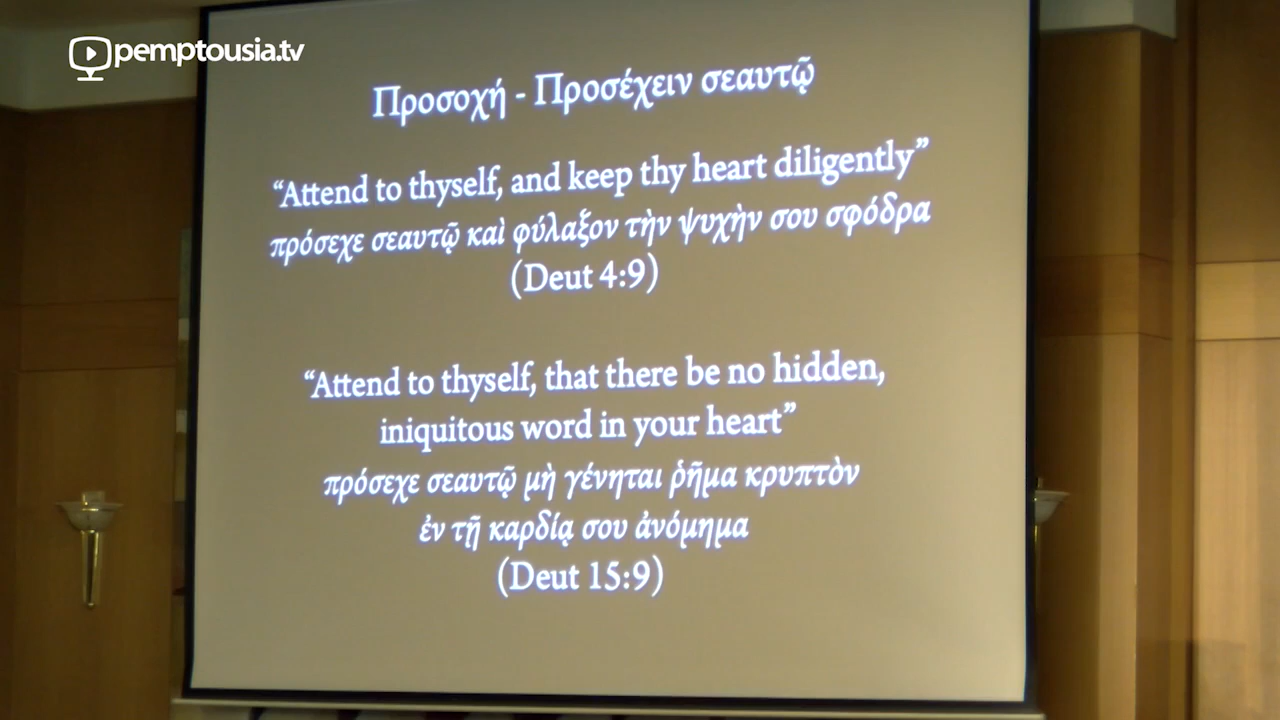 pemptousia.tv
Προσοχή - Προσέχειν σεαυτῷ
“Attend to thyself, and keep thy heart diligently”
πρόσεχε σεαυτῷ καὶ φύλαξον τὴν ψυχὴν σου σφόδρα
(Deut 4:9)
“Attend to thyself, that there be no hidden,
iniquitous word in your heart”
πρόσεχε σεαυτῷ μὴ γένηται ῥῆμα κρυπτὸν
ἐν τῇ καρδίᾳ σου ἀνόμημα
(Deut 15:9)